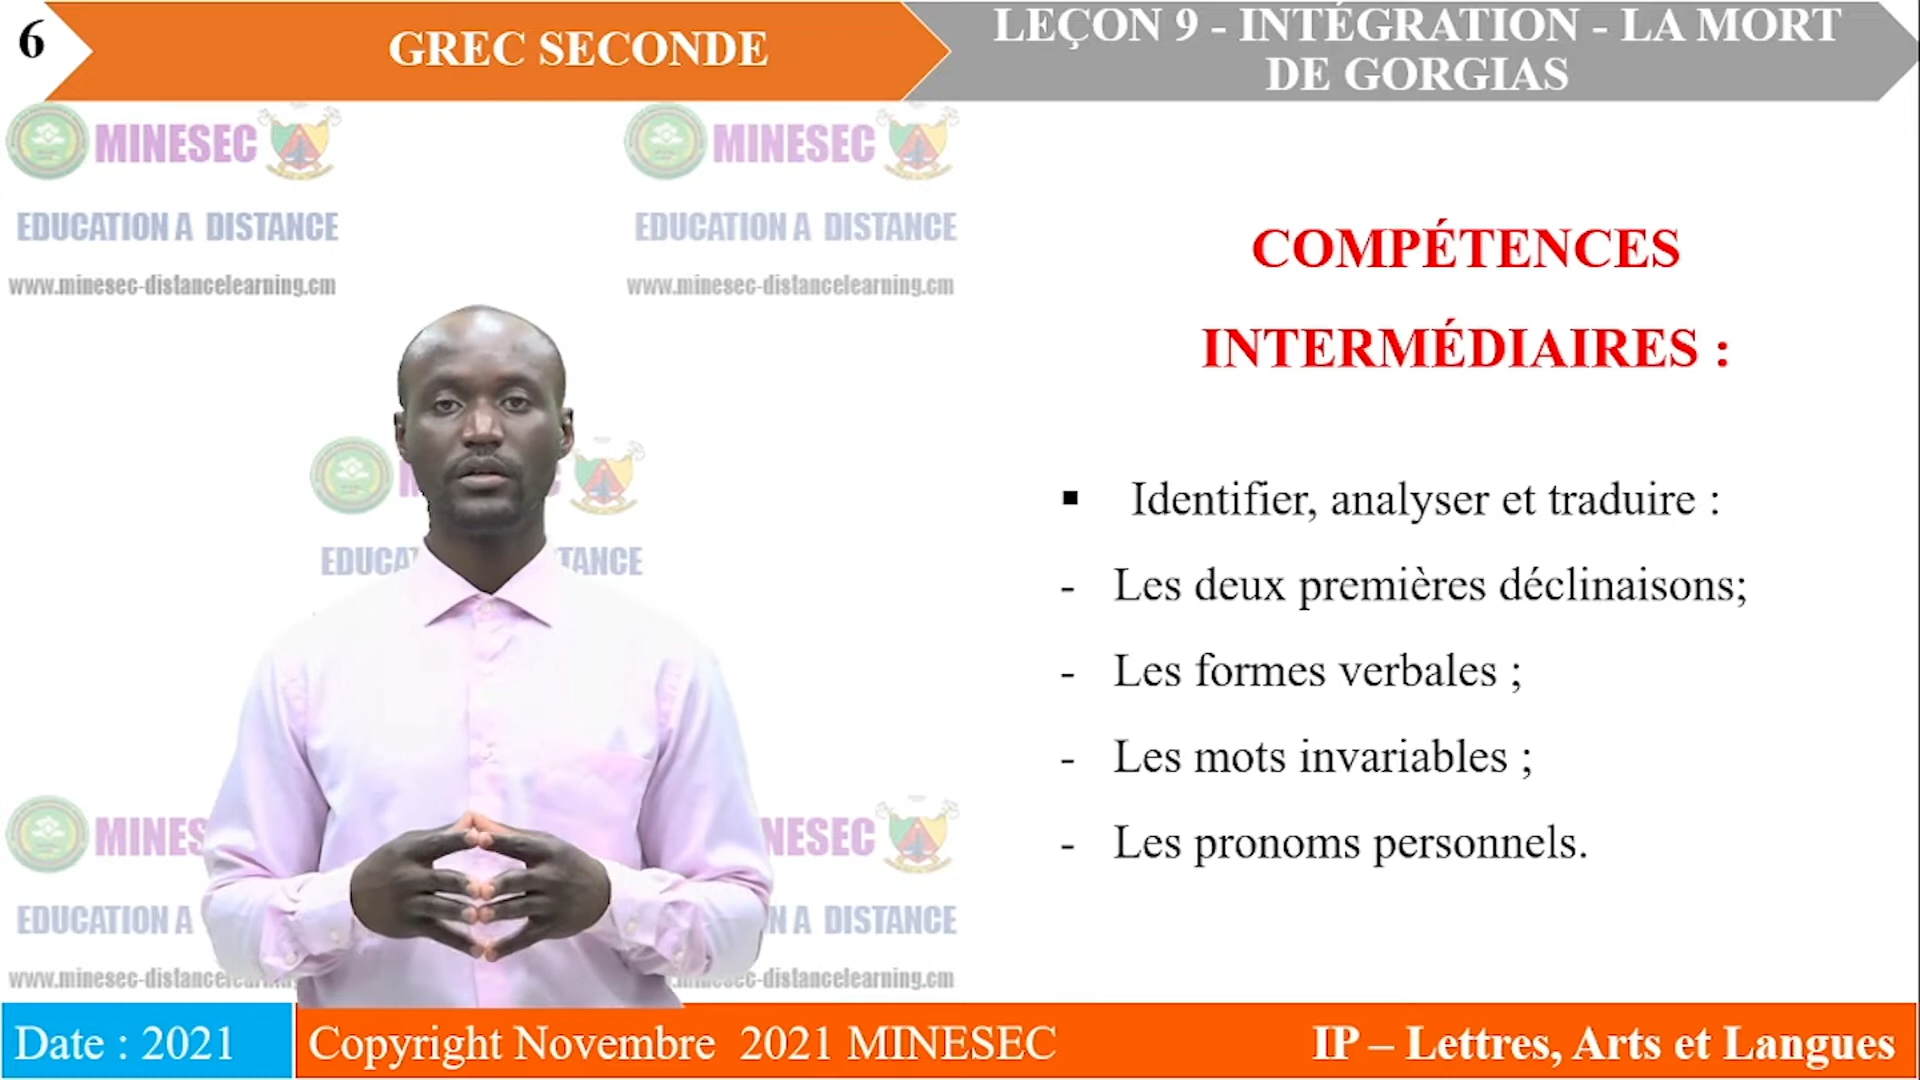 6
GREC SECONDE
LEÇON 9 - INTÉGRATION - LA MORT
DE GORGIAS
MINESEC
EDUCATION A DISTANCE
www.minesec-distancelearning.cm
MINESEC
EDUCATION A DISTANCE
www.minesec-distancelearning.cm
COMPÉTENCES
INTERMÉDIAIRES :
▪ Identifier, analyser et traduire :
- Les deux premières déclinaisons;
- Les formes verbales ;
- Les mots invariables ;
- Les pronoms personnels.
Date : 2021
Copyright Novembre 2021 MINESEC
IP – Lettres, Arts et Langues